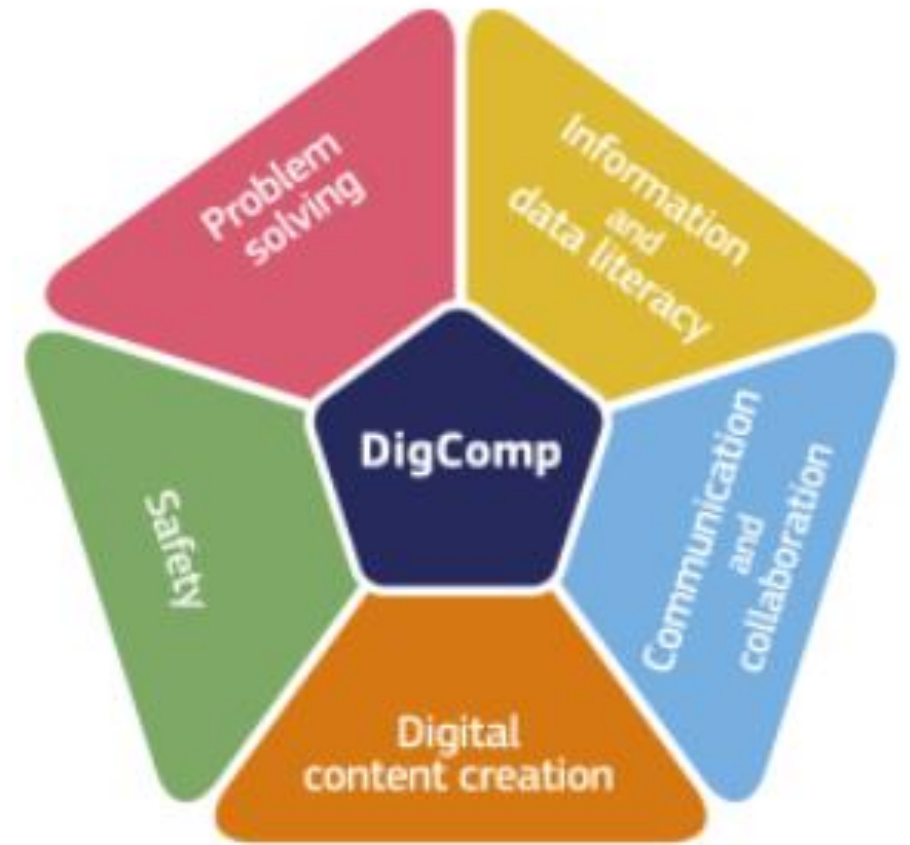 Problem
solving
Information
and
data literacy
DigComp
Safety
Communication
and
collaboration
Digital
content creation